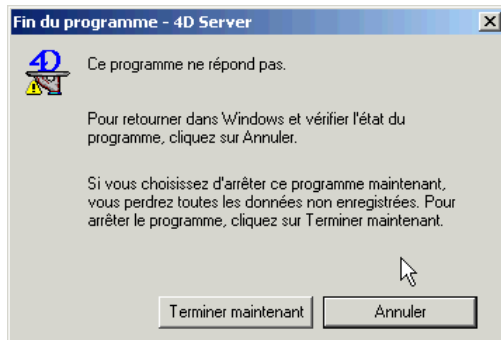 Fin du programme - 4D Server
4D
Ce programme ne répond pas.
Pour retourner dans Windows et vérifier l'état du
programme, cliquez sur Annuler.
Si vous choisissez d'arrêter ce programme maintenant,
vous perdrez toutes les données non enregistrées. Pour
arrêter le programme, cliquez sur Terminer maintenant.
Terminer maintenant
Annuler